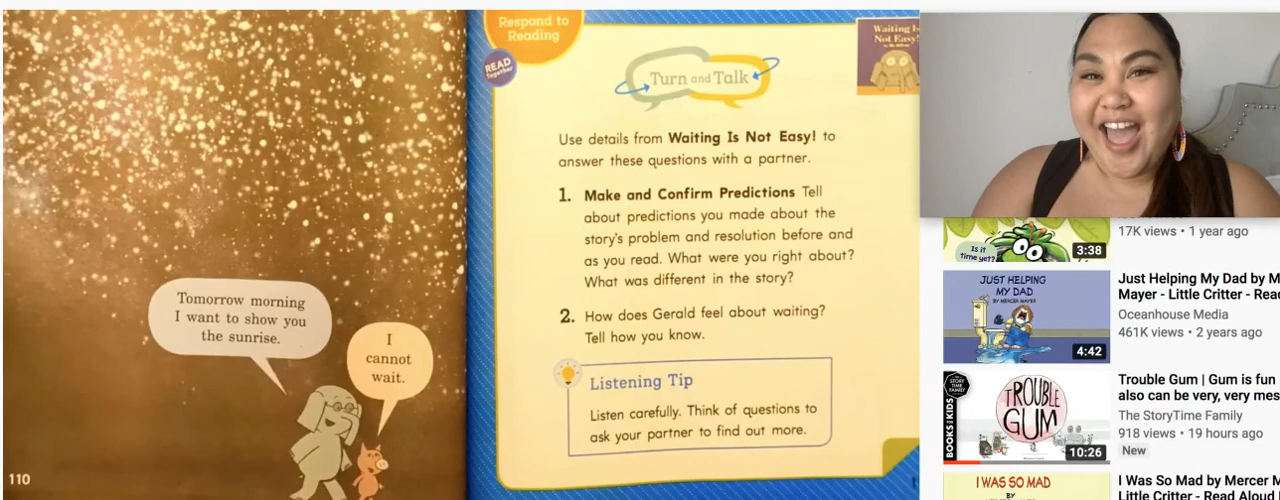 Tomorrow morning
I want to show you
the sunrise.
I
cannot
wait.
110
Respond to
Reading
READ
Together
Turn and Talk
Waiting Is
Not Easy!
Use details from Waiting Is Not Easy! to
answer these questions with a partner.
1. Make and Confirm Predictions Tell
about predictions you made about the
story's problem and resolution before and
as you read. What were you right about?
What was different in the story?
2. How does Gerald feel about waiting?
Tell how you know.
Listening Tip
Listen carefully. Think of questions to
ask your partner to find out more.
Is it
time yet?
3:38
17K views • 1 year ago
JUST HELPING
MY DAD
BY MERCER MAYER
4:42
Just Helping My Dad by M
Mayer - Little Critter - Rea
Oceanhouse Media
461K views • 2 years ago
STORY
TIME
FAMILY
BOOKS FOR KIDS
TROUBLE
GUM
10:26
Trouble Gum | Gum is fun
also can be very, very mes
The StoryTime Family
918 views • 19 hours ago
New
I WAS SO MAD
BY
I Was So Mad by Mercer M
Little Critter - Read Aloud